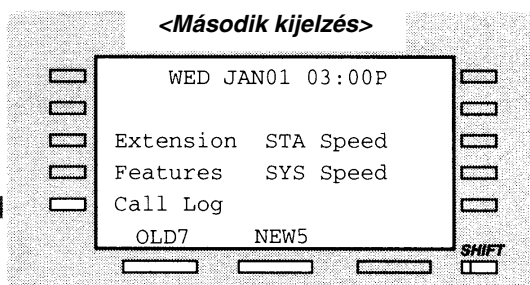 <Második kijelzés>
WED JAN01 03:00P
Extension STA Speed
Features SYS Speed
Call Log
OLD7 NEW5
SHIFT